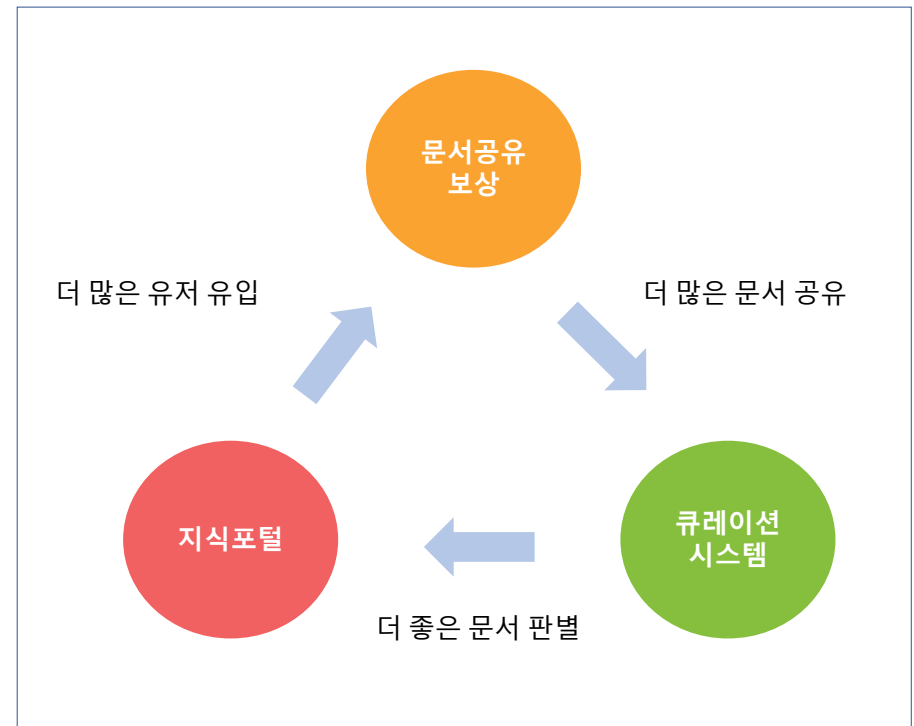 문서공유
보상
더 많은 유저 유입
더 많은 문서 공유
지식포털
큐레이션
시스템
더 좋은 문서 판별